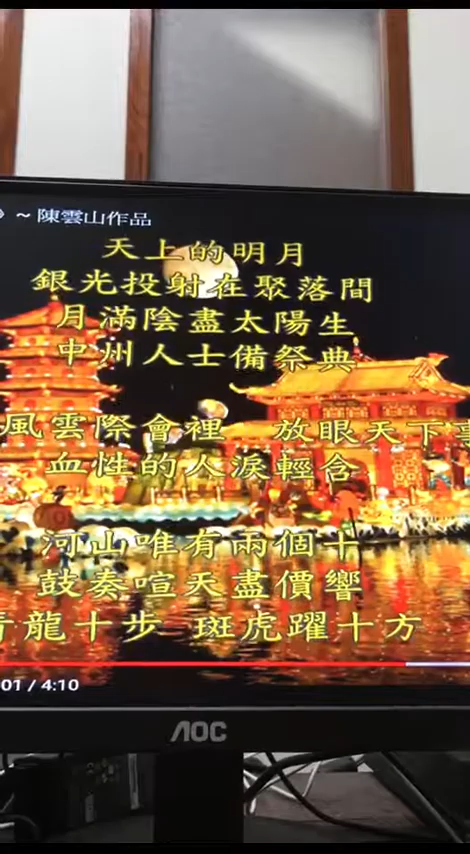 ～陳雲山作品
天上的明月
銀光投射在聚落間
月滿陰盡太陽生
中州人士備祭典
風雲際會裡 放眼天下
血性的人淚輕含
河山唯有兩個十
鼓奏喧天盡價響
青龍十步 斑虎躍十方
01 / 4:10
AOC